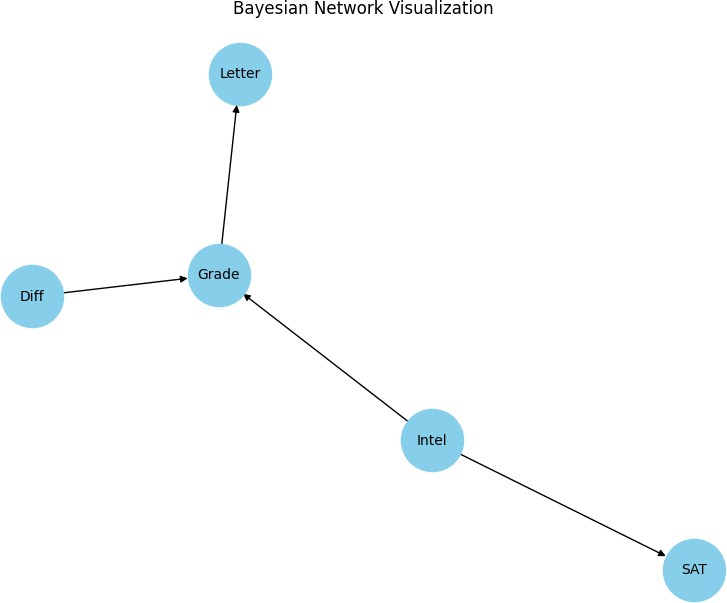 Bayesian Network Visualization
Letter
Grade
Diff
Intel
SAT